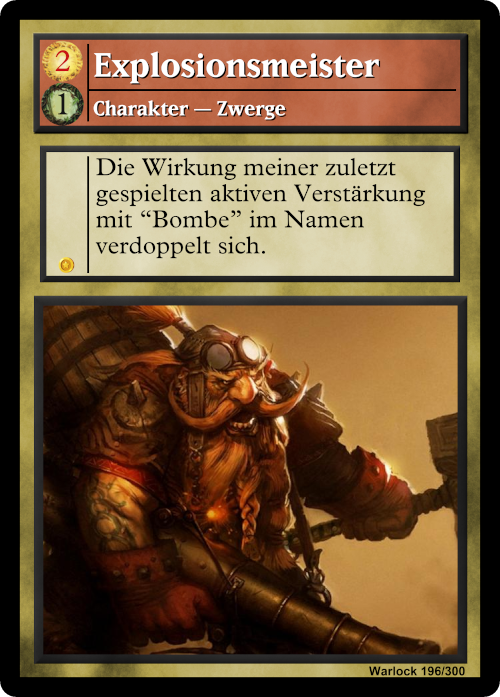 2
Explosionsmeister
1
Charakter — Zwerge
Die Wirkung meiner zuletzt
gespielten aktiven Verstärkung
mit “Bombe” im Namen
verdoppelt sich.
Warlock 196/300